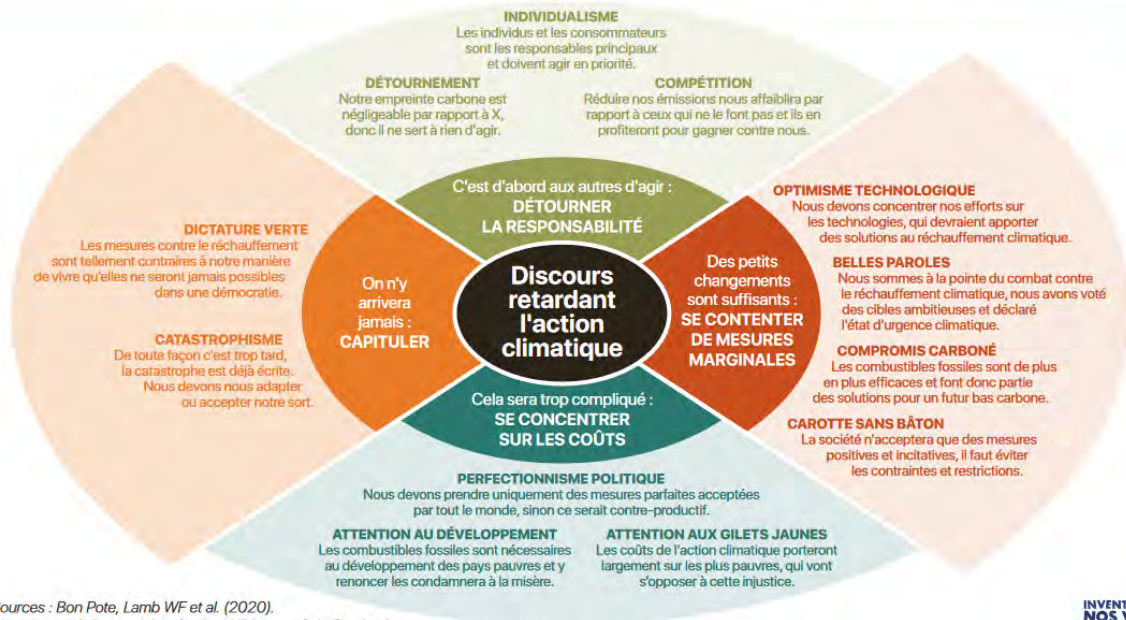 INDIVIDUALISME
Les individus et les consommateurs
sont les responsables principaux
et doivent agir en priorité.
DÉTOURNEMENT
Notre empreinte carbone est
négligeable par rapport à X,
donc il ne sert à rien d'agir.
COMPÉTITION
Réduire nos émissions nous affaiblira par
rapport à ceux qui ne le font pas et ils en
profiteront pour gagner contre nous.
C'est d'abord aux autres d'agir :
DÉTOURNER
LA RESPONSABILITÉ
DICTATURE VERTE
Les mesures contre le réchauffement
sont tellement contraires à notre manière
de vivre qu'elles ne seront jamais possibles
dans une démocratie.
CATASTROPHISME
De toute façon c'est trop tard,
la catastrophe est déjà écrite.
Nous devons nous adapter
ou accepter notre sort.
On n'y
arrivera
jamais :
CAPITULER
Discours
retardant
l'action
climatique
Des petits
changements
sont suffisants :
SE CONTENTER
DE MESURES
MARGINALES
OPTIMISME TECHNOLOGIQUE
Nous devons concentrer nos efforts sur
les technologies, qui devraient apporter
des solutions au réchauffement climatique.
BELLES PAROLES
Nous sommes à la pointe du combat contre
le réchauffement climatique, nous avons voté
des cibles ambitieuses et déclaré
l'état d'urgence climatique.
COMPROMIS CARBONÉ
Les combustibles fossiles sont de plus
en plus efficaces et font donc partie
des solutions pour un futur bas carbone.
CAROTTE SANS BÂTON
La société n'acceptera que des mesures
positives et incitatives, il faut éviter
les contraintes et restrictions.
Cela sera trop compliqué :
SE CONCENTRER
SUR LES COÛTS
PERFECTIONNISME POLITIQUE
Nous devons prendre uniquement des mesures parfaites acceptées
par tout le monde, sinon ce serait contre-productif.
ATTENTION AU DÉVELOPPEMENT
Les combustibles fossiles sont nécessaires
au développement des pays pauvres et y
renoncer les condamnera à la misère.
ATTENTION AUX GILETS JAUNES
Les coûts de l'action climatique porteront
largement sur les plus pauvres, qui vont
s'opposer à cette injustice.
ources : Bon Pote, Lamb WF et al. (2020).
INVENT
NOS V